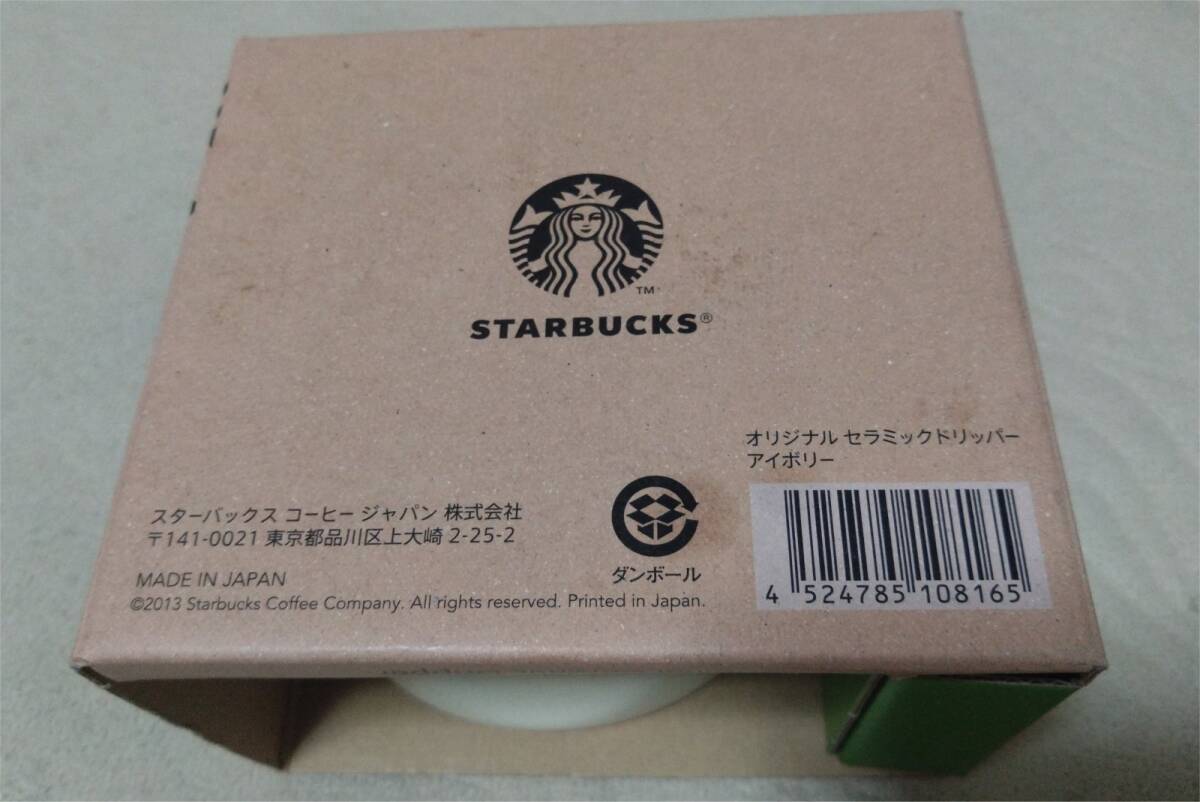 TM
STARBUCKS®
オリジナル セラミックドリッパー
アイボリー
スターバックス コーヒー ジャパン 株式会社
〒141-0021 東京都品川区上大崎 2-25-2
ダンボール
MADE IN JAPAN
©2013 Starbucks Coffee Company. All rights reserved. Printed in Japan.
4 524785 108165